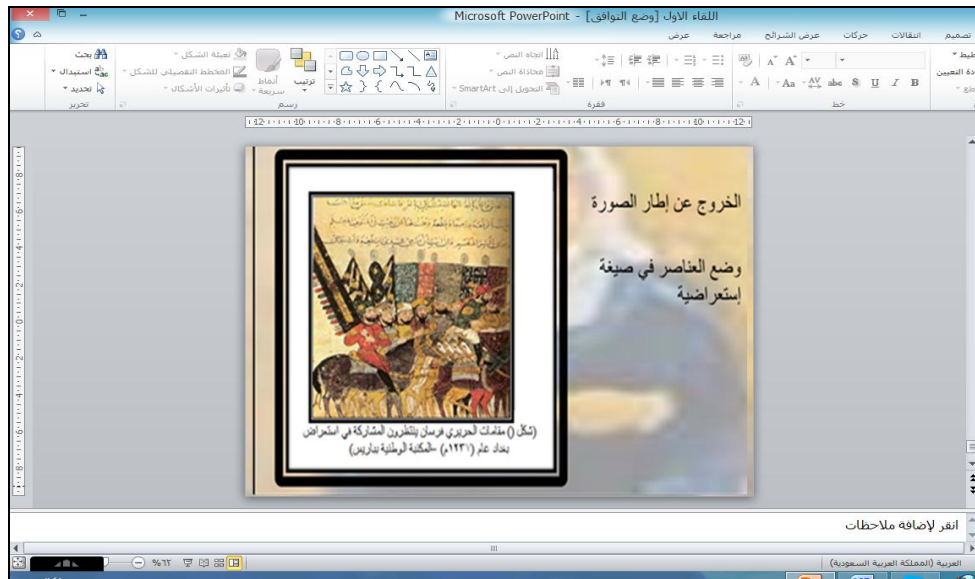 اللقاء الاول [وضع التوافق] - Microsoft PowerPoint
تصميم انتقالات حركات عرض الشرائح مراجعة عرض
اتجاه النص
محاذاة النص
التحويل إلى SmartArt
ترتيب
أنماط سريعة
تعبئة الشكل
المخطط التفصيلي للشكل
تأثيرات الأشكال
بحث
استبدال
تحديد
خط
فقرة
رسم
تحرير
الخروج عن إطار الصورة
وضع العناصر في صيغة
إستعراضية
(شكل () مقامات الحريري فرسان ينتظرون المشاركة في استعراض
بغداد عام (١٢٣٧م) -المكتبة الوطنية بباريس)
انقر لإضافة ملاحظات
العربية (المملكة العربية السعودية)
%٦٢